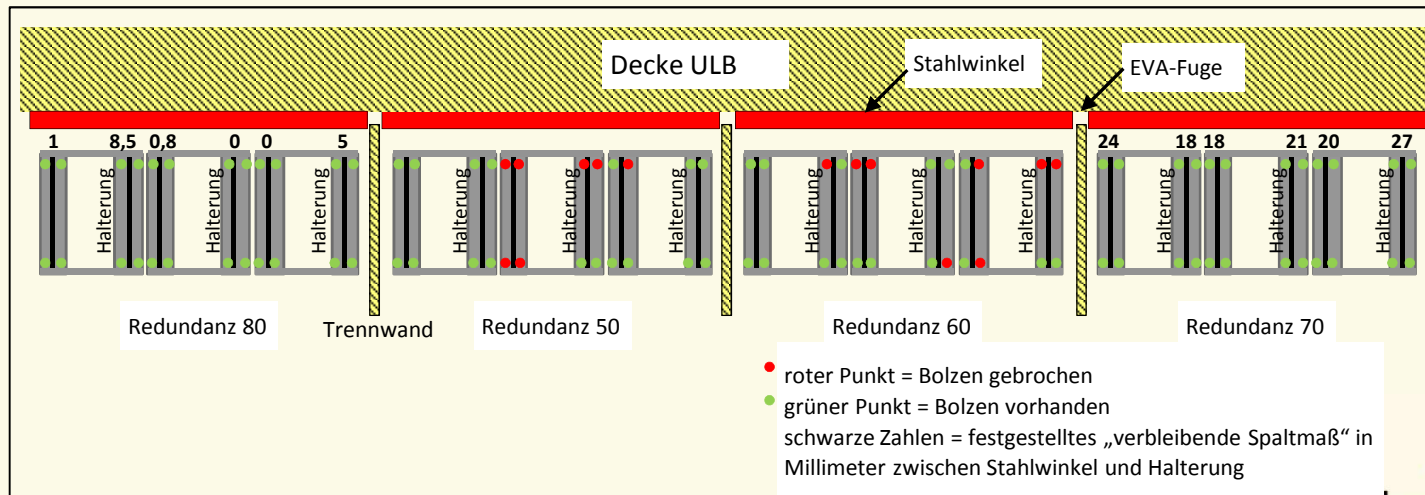 Decke ULB
Stahlwinkel
EVA-Fuge
1 8,5 0,8 0 0 5
24 18 18 21 20 27
Halterung Halterung Halterung Halterung Halterung Halterung Halterung Halterung Halterung Halterung Halterung Halterung
Redundanz 80 Trennwand Redundanz 50 Redundanz 60 Redundanz 70
roter Punkt = Bolzen gebrochen
grüner Punkt = Bolzen vorhanden
schwarze Zahlen = festgestelltes „verbleibende Spaltmaß“ in
Millimeter zwischen Stahlwinkel und Halterung